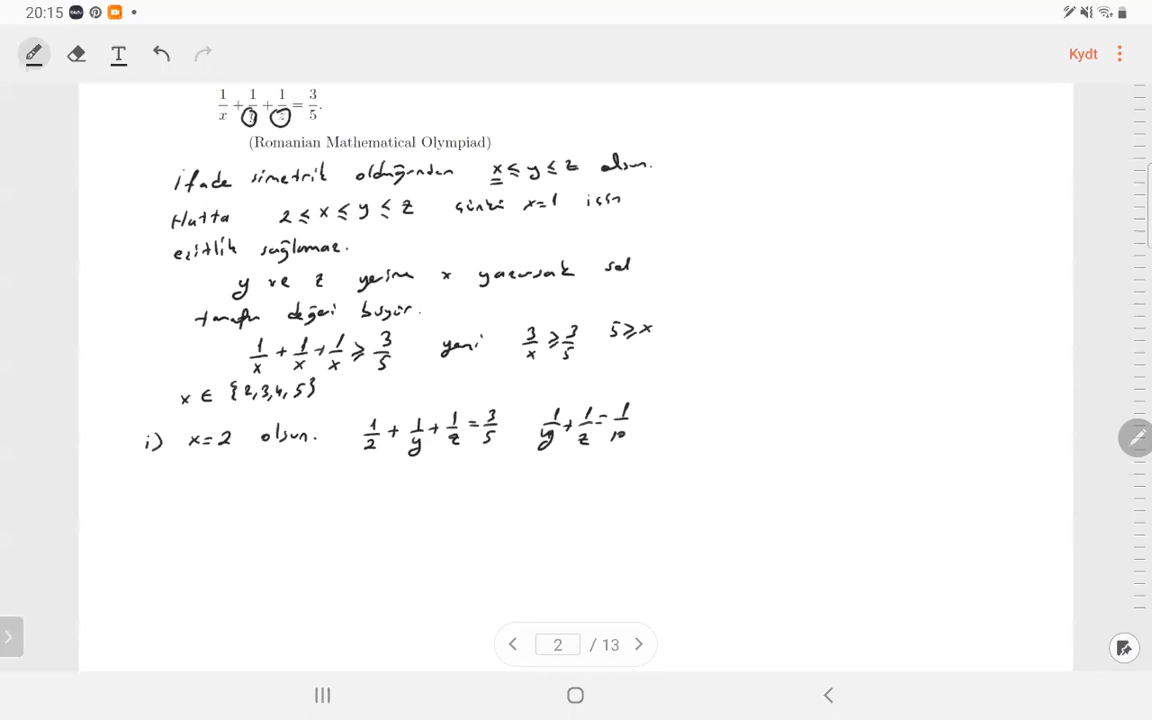 20:15
T
Kydt
1/x + 1/y + 1/z = 3/5.
(Romanian Mathematical Olympiad)
ifade simetrik olduğundan x ≤ y ≤ z olsun.
Hatta 2 ≤ x ≤ y ≤ z çünkü x=1 için
eşitlik sağlanmaz.
y ve z yerine x yazarsak sol
tarafın değeri büyür.
1/x + 1/x + 1/x ≥ 3/5 yani 3/x ≥ 3/5 5 ≥ x
x ∈ {2,3,4,5}
i) x=2 olsun. 1/2 + 1/y + 1/z = 3/5 1/y + 1/z = 1/10
2 / 13